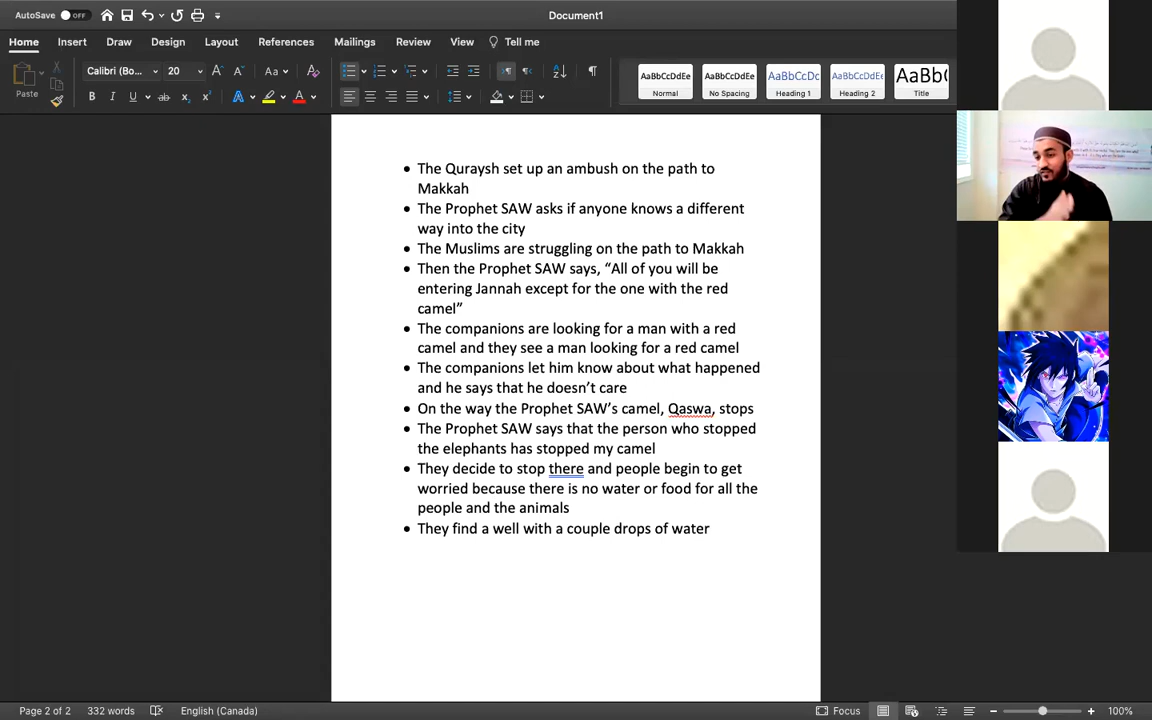 AutoSave OFF Document1
Home Insert Draw Design Layout References Mailings Review View Tell me
Calibri (Bo... 20 Aa
AaBbCcDdEe AaBbCcDdEe AaBbCcDc AaBbCcDdEe AaBb(
Paste B I U ab x₂ x² A A Normal No Spacing Heading 1 Heading 2 Title
• The Quraysh set up an ambush on the path to
Makkah
• The Prophet SAW asks if anyone knows a different
way into the city
• The Muslims are struggling on the path to Makkah
• Then the Prophet SAW says, “All of you will be
entering Jannah except for the one with the red
camel”
• The companions are looking for a man with a red
camel and they see a man looking for a red camel
• The companions let him know about what happened
and he says that he doesn’t care
• On the way the Prophet SAW’s camel, Qaswa, stops
• The Prophet SAW says that the person who stopped
the elephants has stopped my camel
• They decide to stop there and people begin to get
worried because there is no water or food for all the
people and the animals
• They find a well with a couple drops of water
Page 2 of 2 332 words English (Canada) Focus 100%